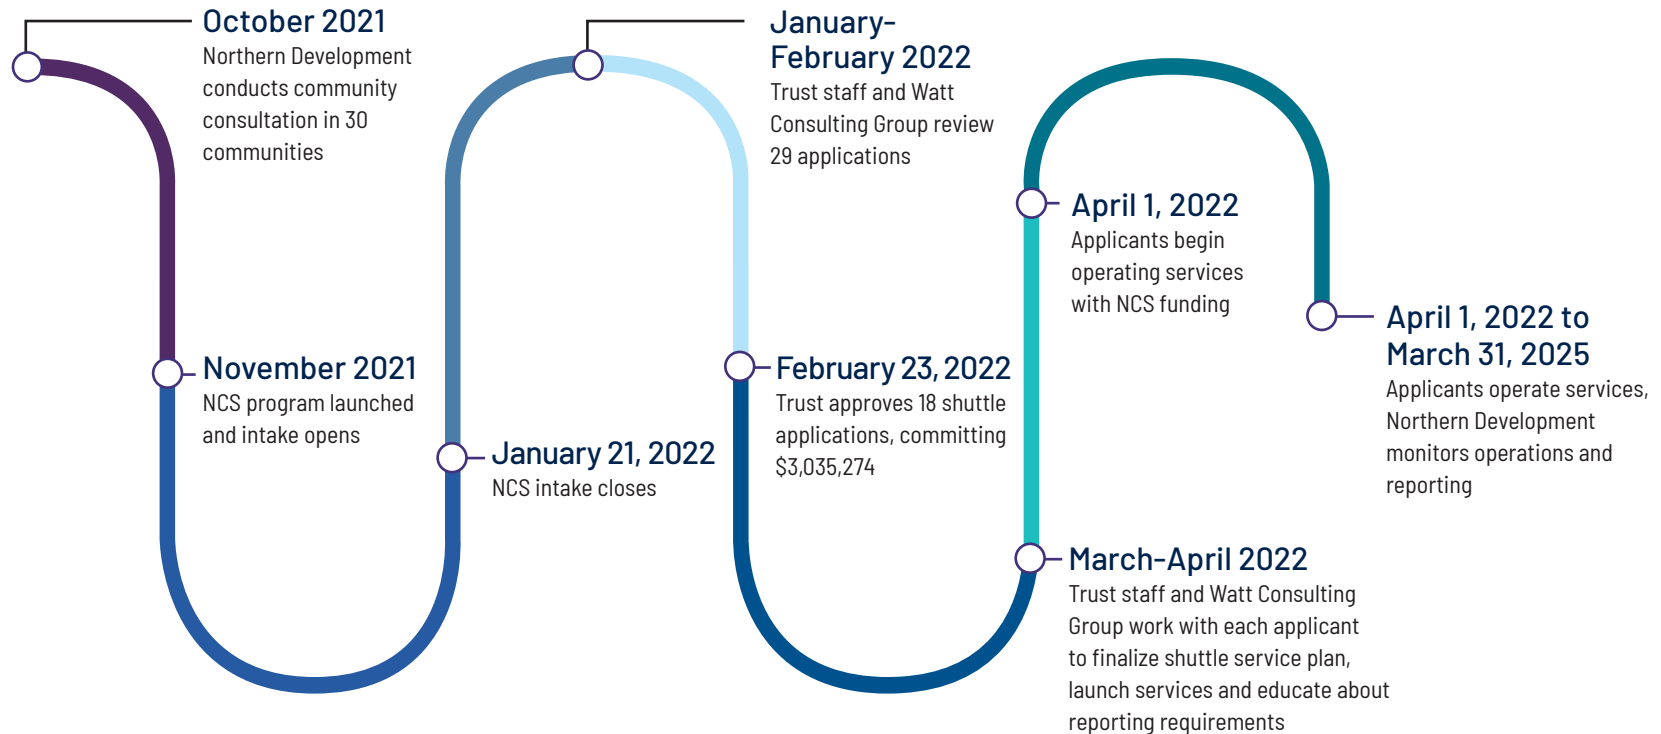 October 2021
Northern Development
conducts community
consultation in 30
communities
November 2021
NCS program launched
and intake opens
January 21, 2022
NCS intake closes
January-
February 2022
Trust staff and Watt
Consulting Group review
29 applications
February 23, 2022
Trust approves 18 shuttle
applications, committing
$3,035,274
March-April 2022
Trust staff and Watt Consulting
Group work with each applicant
to finalize shuttle service plan,
launch services and educate about
reporting requirements
April 1, 2022
Applicants begin
operating services
with NCS funding
April 1, 2022 to
March 31, 2025
Applicants operate services,
Northern Development
monitors operations and
reporting